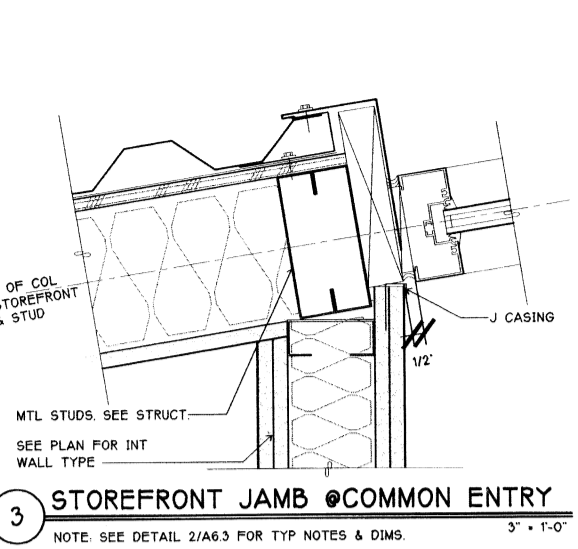 OF COL
STOREFRONT
& STUD
J CASING
1/2"
MTL STUDS, SEE STRUCT.
SEE PLAN FOR INT
WALL TYPE
3
STOREFRONT JAMB @COMMON ENTRY
NOTE: SEE DETAIL 2/A6.3 FOR TYP NOTES & DIMS.
3" = 1'-0"